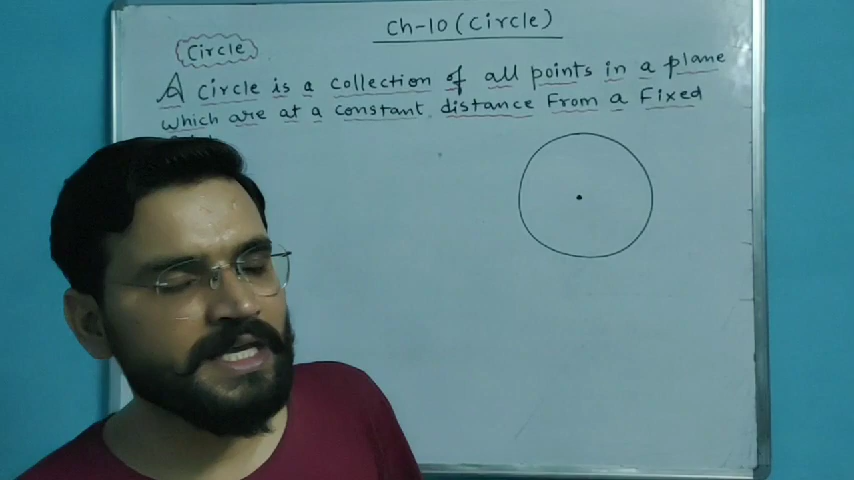 Ch-10 (Circle)
Circle
A circle is a collection of all points in a plane
which are at a constant distance From a Fixed